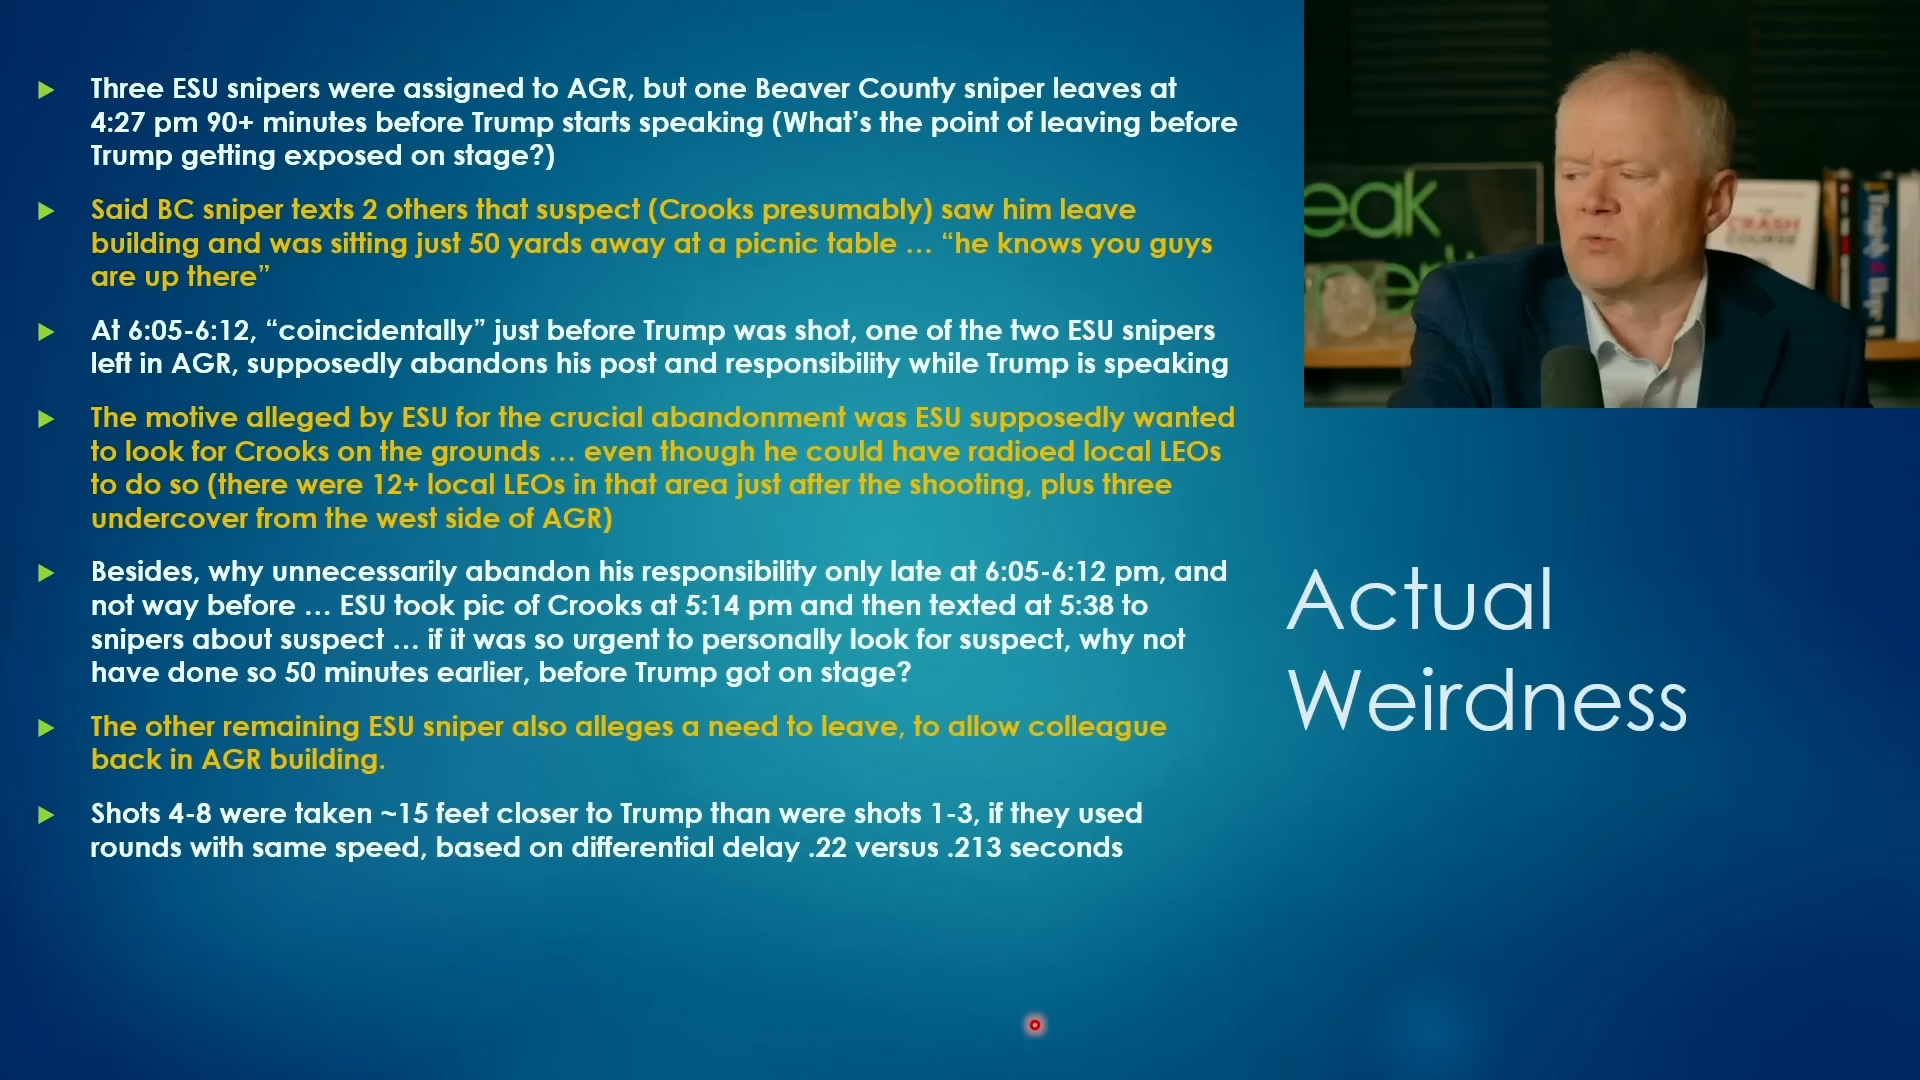 Three ESU snipers were assigned to AGR, but one Beaver County sniper leaves at
4:27 pm 90+ minutes before Trump starts speaking (What’s the point of leaving before
Trump getting exposed on stage?)
Said BC sniper texts 2 others that suspect (Crooks presumably) saw him leave
building and was sitting just 50 yards away at a picnic table … “he knows you guys
are up there”
At 6:05-6:12, “coincidentally” just before Trump was shot, one of the two ESU snipers
left in AGR, supposedly abandons his post and responsibility while Trump is speaking
The motive alleged by ESU for the crucial abandonment was ESU supposedly wanted
to look for Crooks on the grounds … even though he could have radioed local LEOs
to do so (there were 12+ local LEOs in that area just after the shooting, plus three
undercover from the west side of AGR)
Besides, why unnecessarily abandon his responsibility only late at 6:05-6:12 pm, and
not way before … ESU took pic of Crooks at 5:14 pm and then texted at 5:38 to
snipers about suspect … if it was so urgent to personally look for suspect, why not
have done so 50 minutes earlier, before Trump got on stage?
The other remaining ESU sniper also alleges a need to leave, to allow colleague
back in AGR building.
Shots 4-8 were taken ~15 feet closer to Trump than were shots 1-3, if they used
rounds with same speed, based on differential delay .22 versus .213 seconds
Actual
Weirdness
eak
CRASH
COURSE